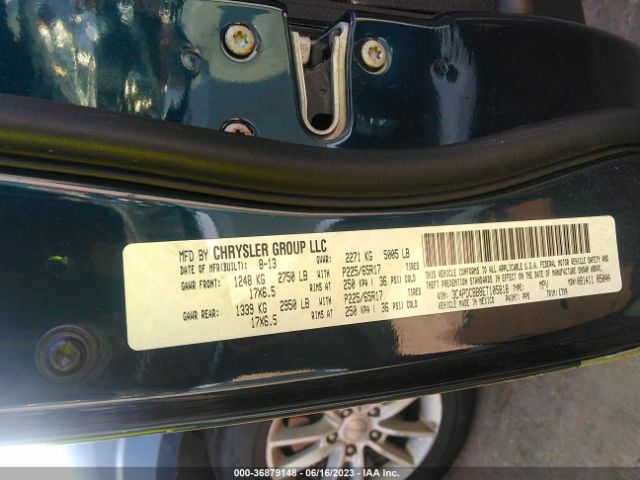 MFD BY CHRYSLER GROUP LLC
DATE OF MFR(BUILT): 8-13 GVWR: 2271 KG 5005 LB
GAWR FRONT: 1248 KG 2750 LB WITH P225/65R17 TIRES
17X6.5 RIMS AT 250 KPA( 36 PSI) COLD
GAWR REAR: 1339 KG 2950 LB WITH P225/65R17 TIRES
17X6.5 RIMS AT 250 KPA( 36 PSI) COLD
THIS VEHICLE CONFORMS TO ALL APPLICABLE U.S.A. FEDERAL MOTOR VEHICLE
SAFETY, BUMPER, AND THEFT PREVENTION STANDARDS IN EFFECT ON THE DATE OF MANUFACTURE SHOWN ABOVE.
VEHICLE MADE IN MEXICO TYPE: MPV
PAINT: TRIM:
000-36879148 / 06/16/2023 / IAA Inc.